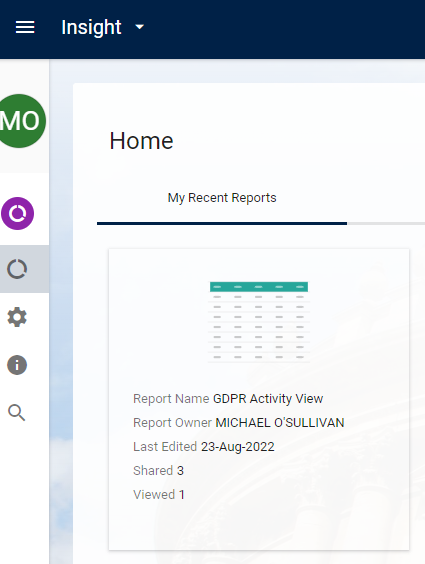 Insight
MO
Home
My Recent Reports
Report Name GDPR Activity View
Report Owner MICHAEL O'SULLIVAN
Last Edited 23-Aug-2022
Shared 3
Viewed 1